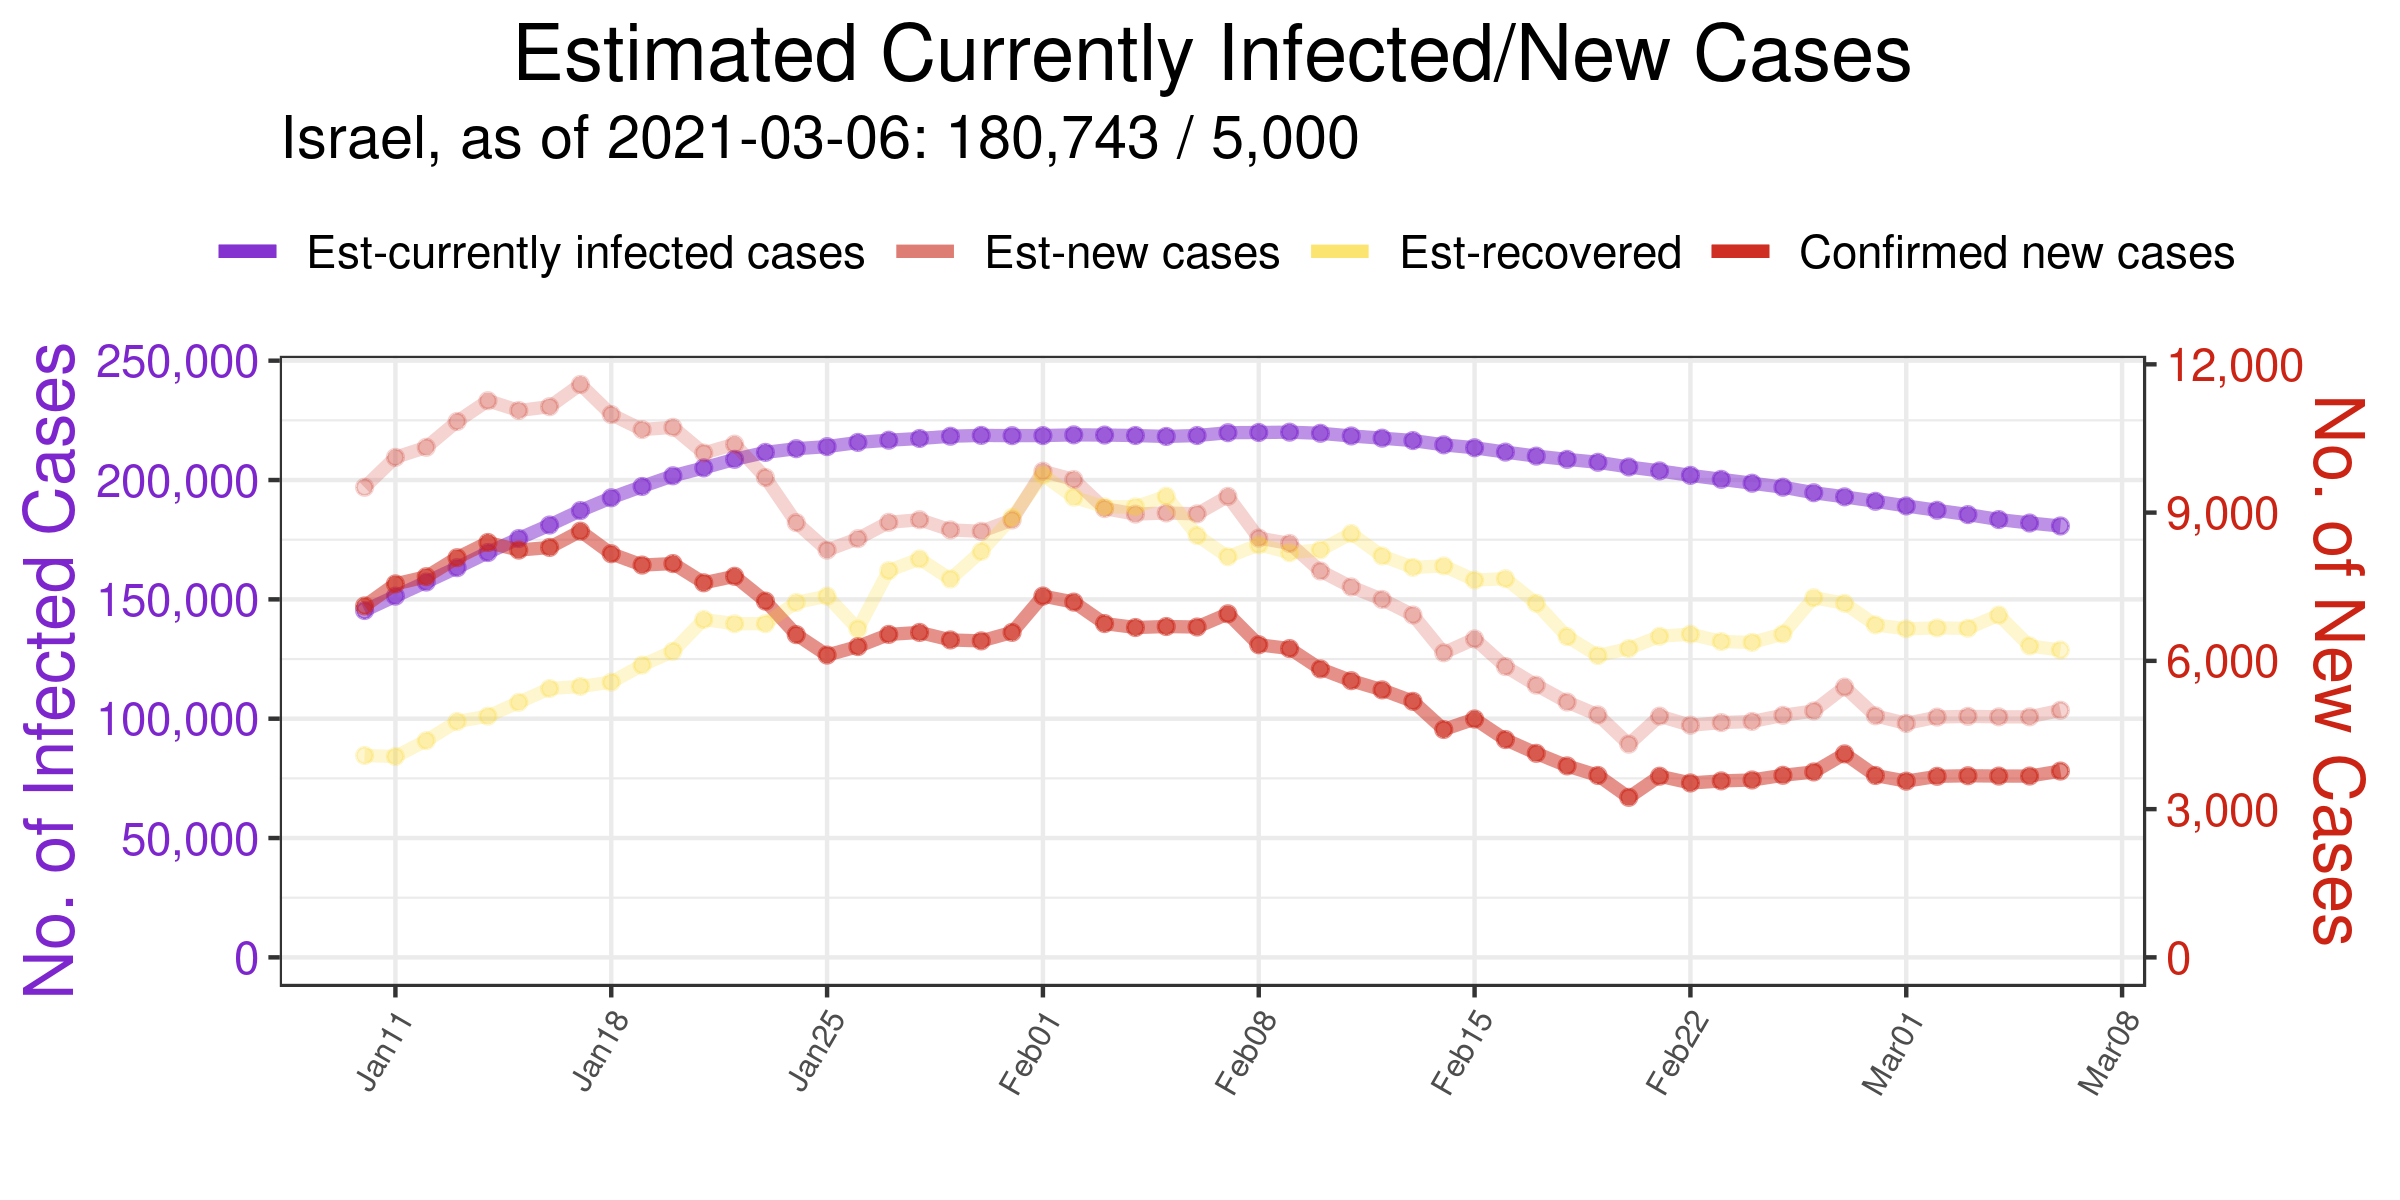 Estimated Currently Infected/New Cases
Israel, as of 2021-03-06: 180,743 / 5,000
Est-currently infected cases Est-new cases Est-recovered Confirmed new cases
No. of Infected Cases
250,000
200,000
150,000
100,000
50,000
0
12,000
9,000
6,000
3,000
0
No. of New Cases
Jan11 Jan18 Jan25 Feb01 Feb08 Feb15 Feb22 Mar01 Mar08